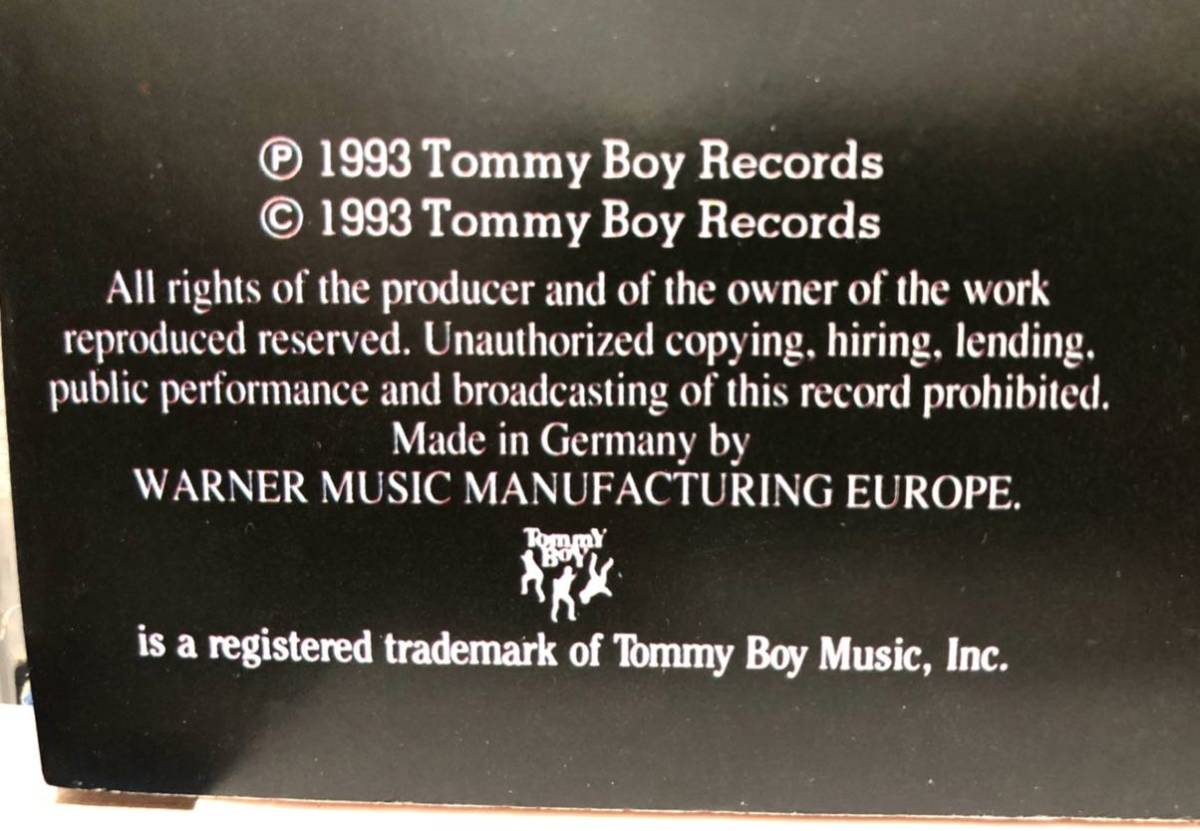 ℗ 1993 Tommy Boy Records
© 1993 Tommy Boy Records
All rights of the producer and of the owner of the work
reproduced reserved. Unauthorized copying, hiring, lending,
public performance and broadcasting of this record prohibited.
Made in Germany by
WARNER MUSIC MANUFACTURING EUROPE.
TommY
BoY
is a registered trademark of Tommy Boy Music, Inc.